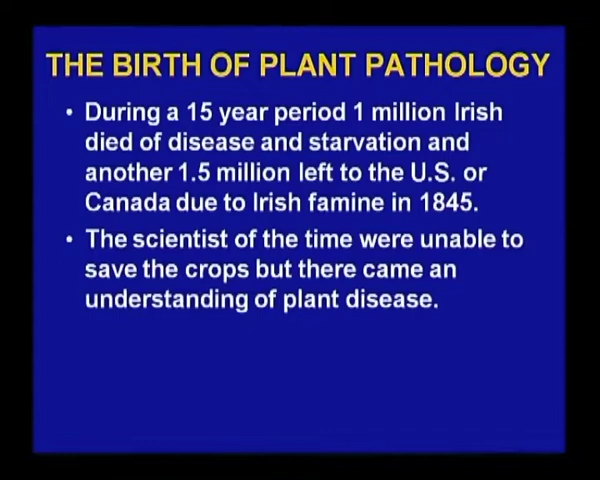 THE BIRTH OF PLANT PATHOLOGY
• During a 15 year period 1 million Irish
died of disease and starvation and
another 1.5 million left to the U.S. or
Canada due to Irish famine in 1845.
• The scientist of the time were unable to
save the crops but there came an
understanding of plant disease.